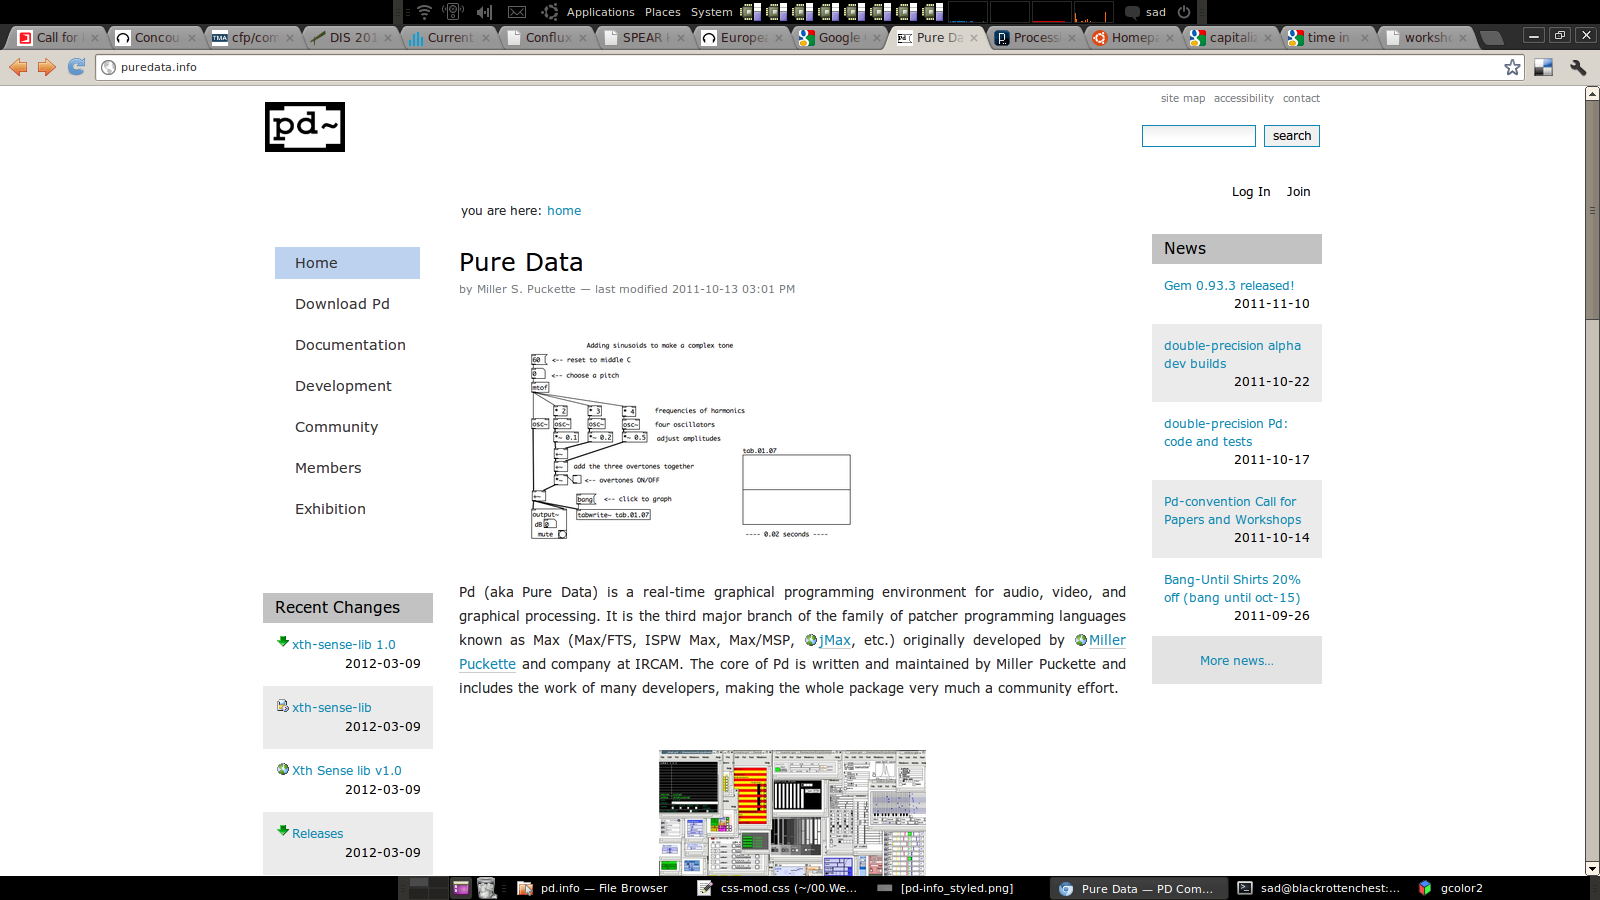 Applications Places System sad
Call for
Concou
cfp/com
DIS 201
Current
Conflux
SPEAR
Europea
Google
Pure Da
Process
Homepa
capitaliz
time in
worksho
puredata.info
site map accessibility contact
pd~
search
Log In Join
you are here: home
Home
Download Pd
Documentation
Development
Community
Members
Exhibition
Pure Data
by Miller S. Puckette — last modified 2011-10-13 03:01 PM
Adding sinusoids to make a complex tone
60 <-- reset to middle C
0 <-- choose a pitch
mtof
* 2 * 3 * 4 frequencies of harmonics
osc~ osc~ osc~ osc~ four oscillators
*~ 0.1 *~ 0.2 *~ 0.5 adjust amplitudes
+~
+~ add the three overtones together
*~ <-- overtones ON/OFF
+~ bang <-- click to graph
output~ tabwrite~ tab.01.07
dB 0
mute
tab.01.07
---- 0.02 seconds ----
Pd (aka Pure Data) is a real-time graphical programming environment for audio, video, and
graphical processing. It is the third major branch of the family of patcher programming languages
known as Max (Max/FTS, ISPW Max, Max/MSP, jMax, etc.) originally developed by Miller
Puckette and company at IRCAM. The core of Pd is written and maintained by Miller Puckette and
includes the work of many developers, making the whole package very much a community effort.
Recent Changes
xth-sense-lib 1.0
2012-03-09
xth-sense-lib
2012-03-09
Xth Sense lib v1.0
2012-03-09
Releases
2012-03-09
News
Gem 0.93.3 released!
2011-11-10
double-precision alpha
dev builds
2011-10-22
double-precision Pd:
code and tests
2011-10-17
Pd-convention Call for
Papers and Workshops
2011-10-14
Bang-Until Shirts 20%
off (bang until oct-15)
2011-09-26
More news...
pd.info — File Browser
css-mod.css (~/00.We...
[pd-info_styled.png]
Pure Data — PD Com...
sad@blackrottenchest:...
gcolor2